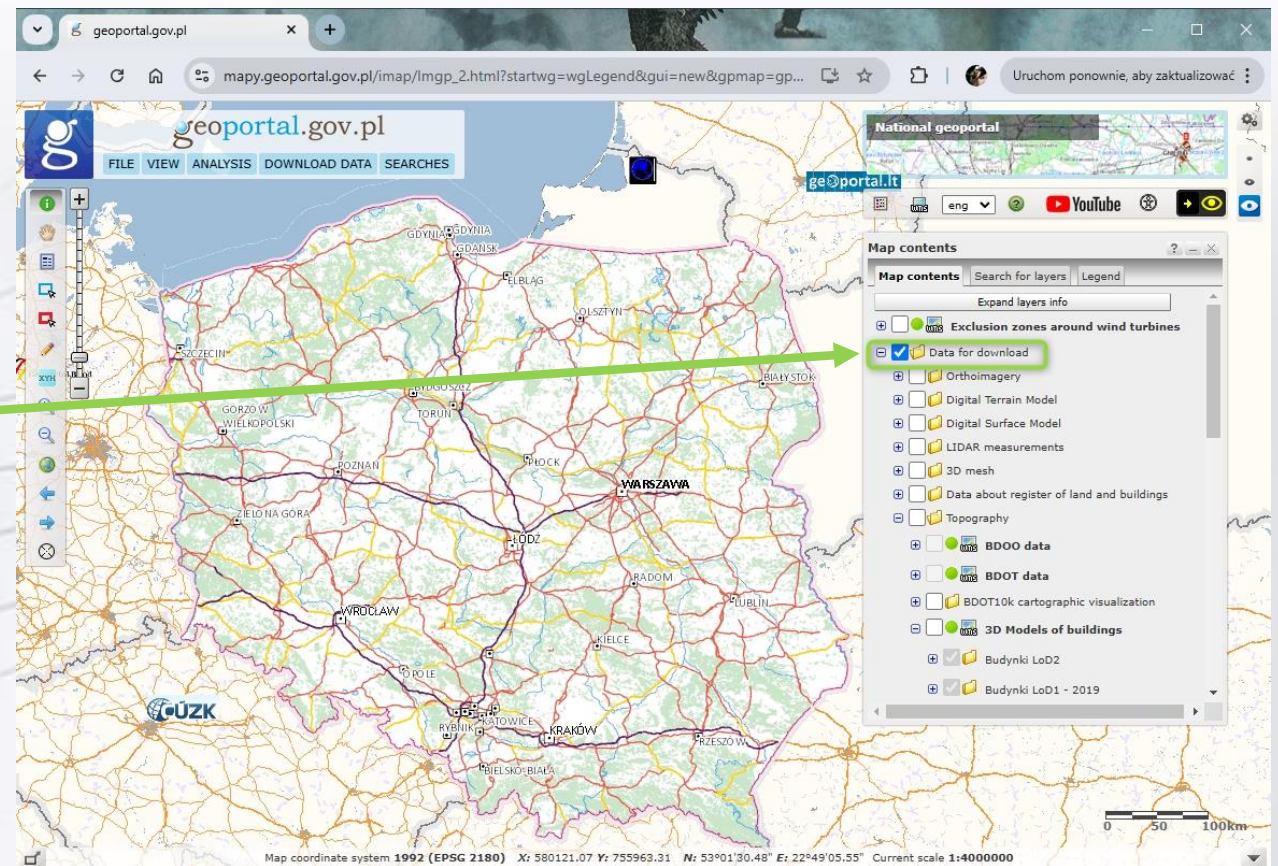 geoportal.gov.pl
mapy.geoportal.gov.pl/imap/Imgp_2.html?startwg=wgLegend&gui=new&gpmap=gp...
Uruchom ponownie, aby zaktualizować
geoportal.gov.pl
FILE VIEW ANALYSIS DOWNLOAD DATA SEARCHES
National geoportal
geoportal.lt
eng
YouTube
Map contents
Map contents Search for layers Legend
Expand layers info
Exclusion zones around wind turbines
Data for download
Orthoimagery
Digital Terrain Model
Digital Surface Model
LIDAR measurements
3D mesh
Data about register of land and buildings
Topography
wms BDOO data
wms BDOT data
BDOT10k cartographic visualization
wms 3D Models of buildings
Budynki LoD2
Budynki LoD1 - 2019
XYH
GDYNIA GDYNIA
GDAŃSK
ELBLĄG
OLSZTYN
SZCZECIN
BIAŁYSTOK
BYDGOSZCZ
TORUŃ
GORZÓW
WIELKOPOLSKI
POZNAŃ
PŁOCK
WARSZAWA
ZIELONA GÓRA
ŁÓDŹ
RADOM
LUBLIN
WROCŁAW
KIELCE
OPOLE
KATOWICE
RYBNIK
KRAKÓW
RZESZÓW
BIELSKO-BIAŁA
ČÚZK
0 50 100km
Map coordinate system 1992 (EPSG 2180) X: 580121.07 Y: 755963.31 N: 53°01'30.48" E: 22°49'05.55" Current scale 1:4000000